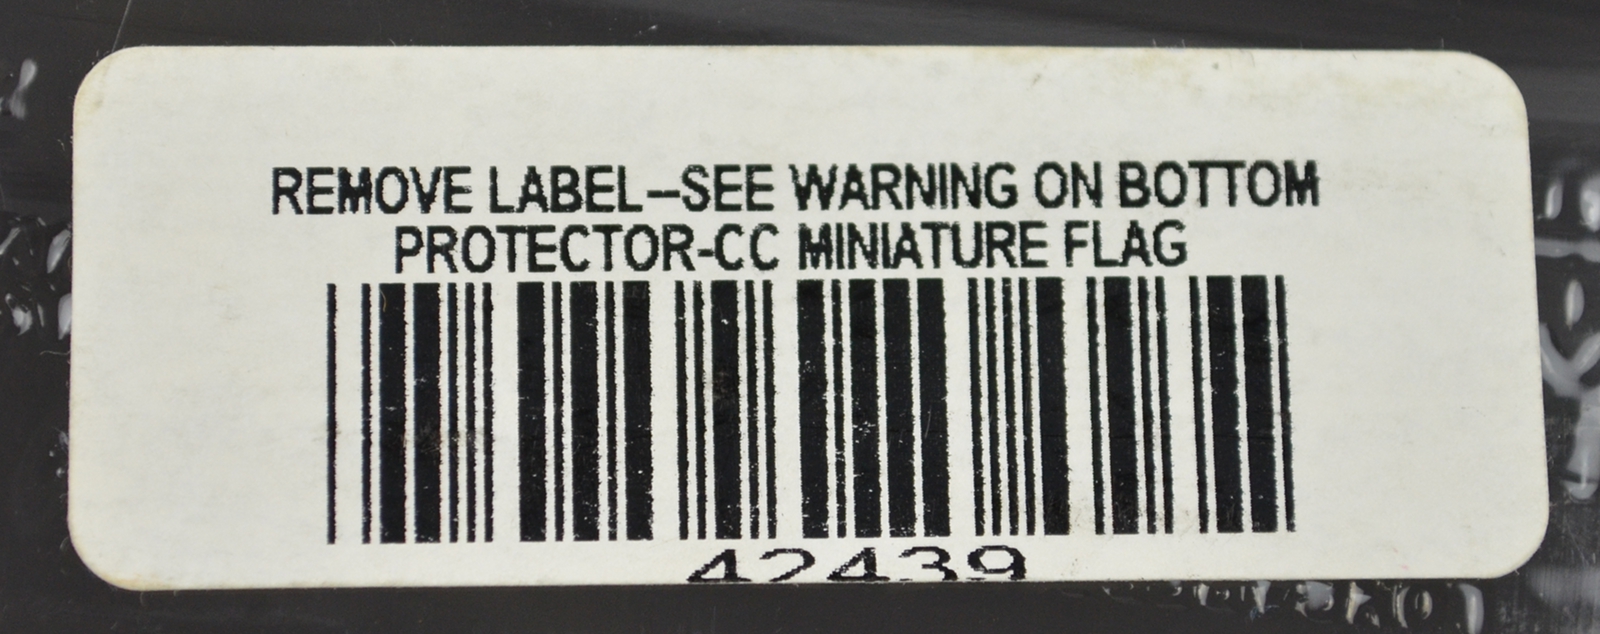 REMOVE LABEL–SEE WARNING ON BOTTOM
PROTECTOR-CC MINIATURE FLAG
42439